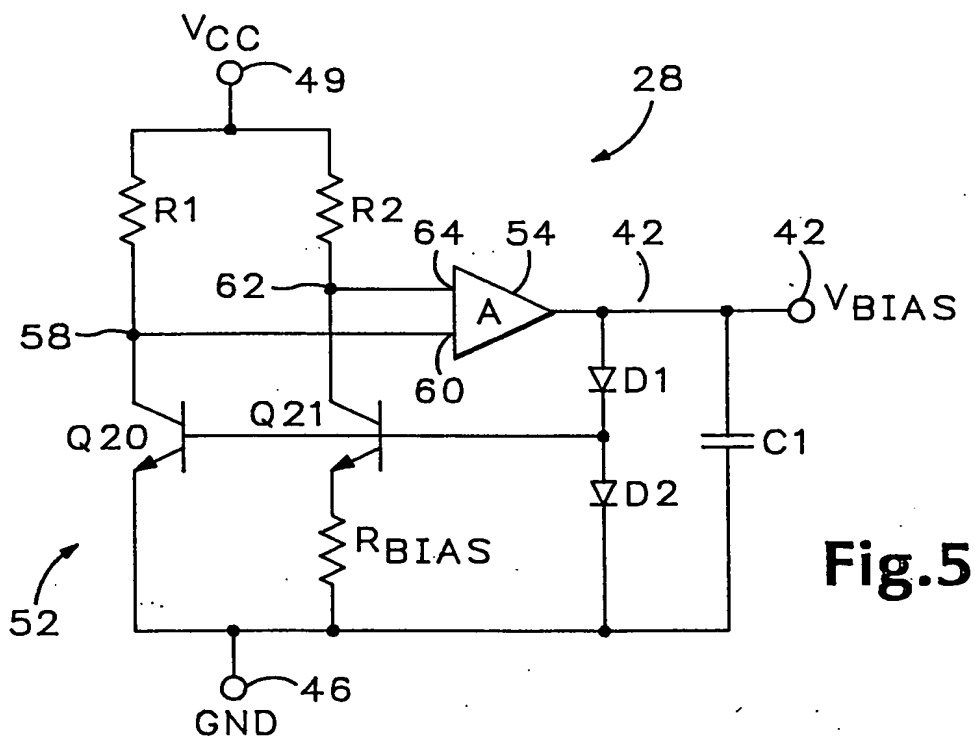 VCC
49
28
R1
R2
64
54
42
42
62
A
VBIAS
58
60
D1
Q20
Q21
C1
D2
RBIAS
Fig.5
52
46
GND